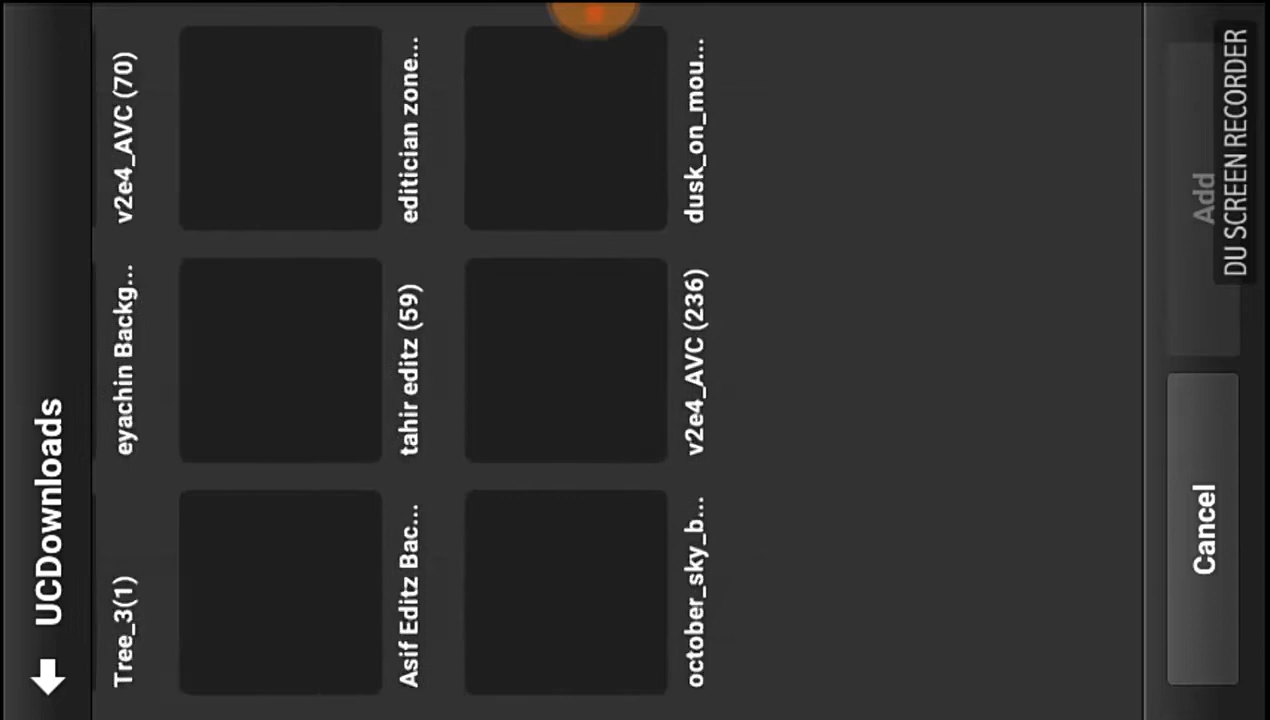 UCDownloads
Tree_3(1)
eyachin Backg...
v2e4_AVC (70)
Asif Editz Bac...
tahir editz (59)
editician zone...
october_sky_b...
v2e4_AVC (236)
dusk_on_mou...
Cancel
Add
DU SCREEN RECORDER